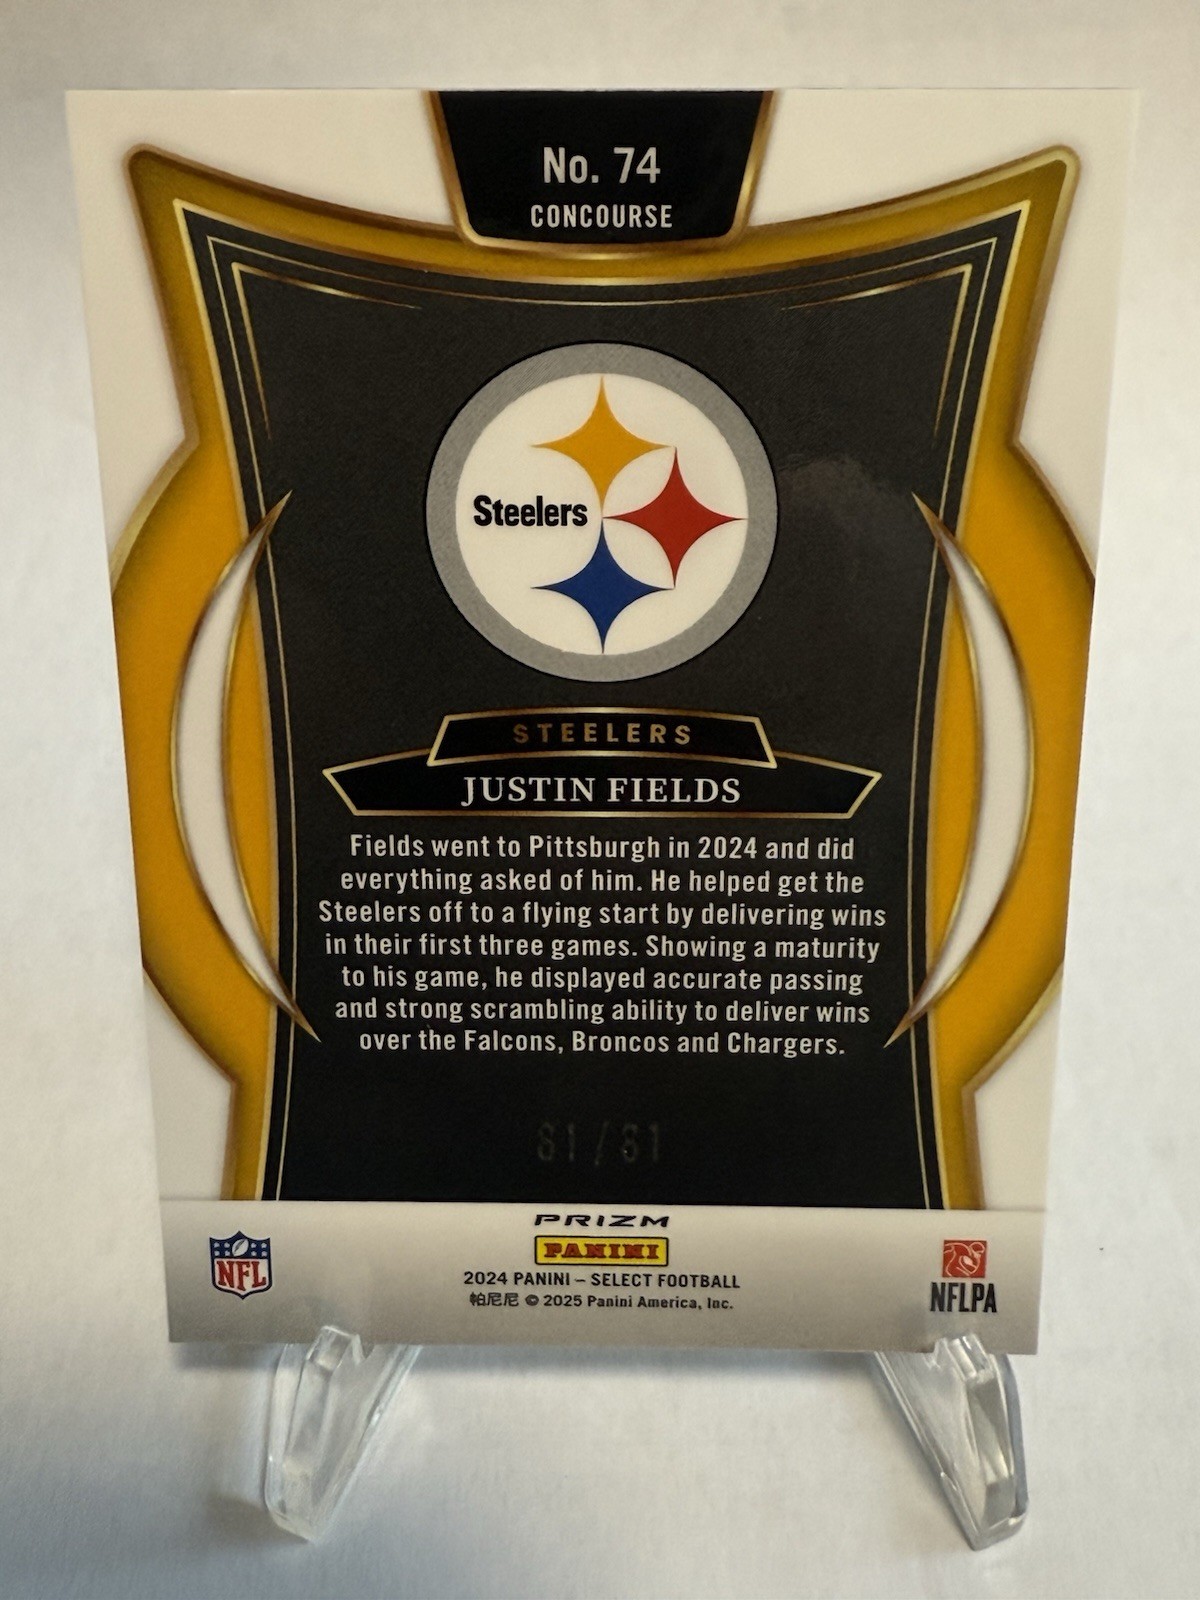 No. 74
CONCOURSE
Steelers
STEELERS
JUSTIN FIELDS
Fields went to Pittsburgh in 2024 and did
everything asked of him. He helped get the
Steelers off to a flying start by delivering wins
in their first three games. Showing a maturity
to his game, he displayed accurate passing
and strong scrambling ability to deliver wins
over the Falcons, Broncos and Chargers.
81/81
PRIZM
PANINI
NFL
2024 PANINI – SELECT FOOTBALL
帕尼尼 © 2025 Panini America, Inc.
NFLPA